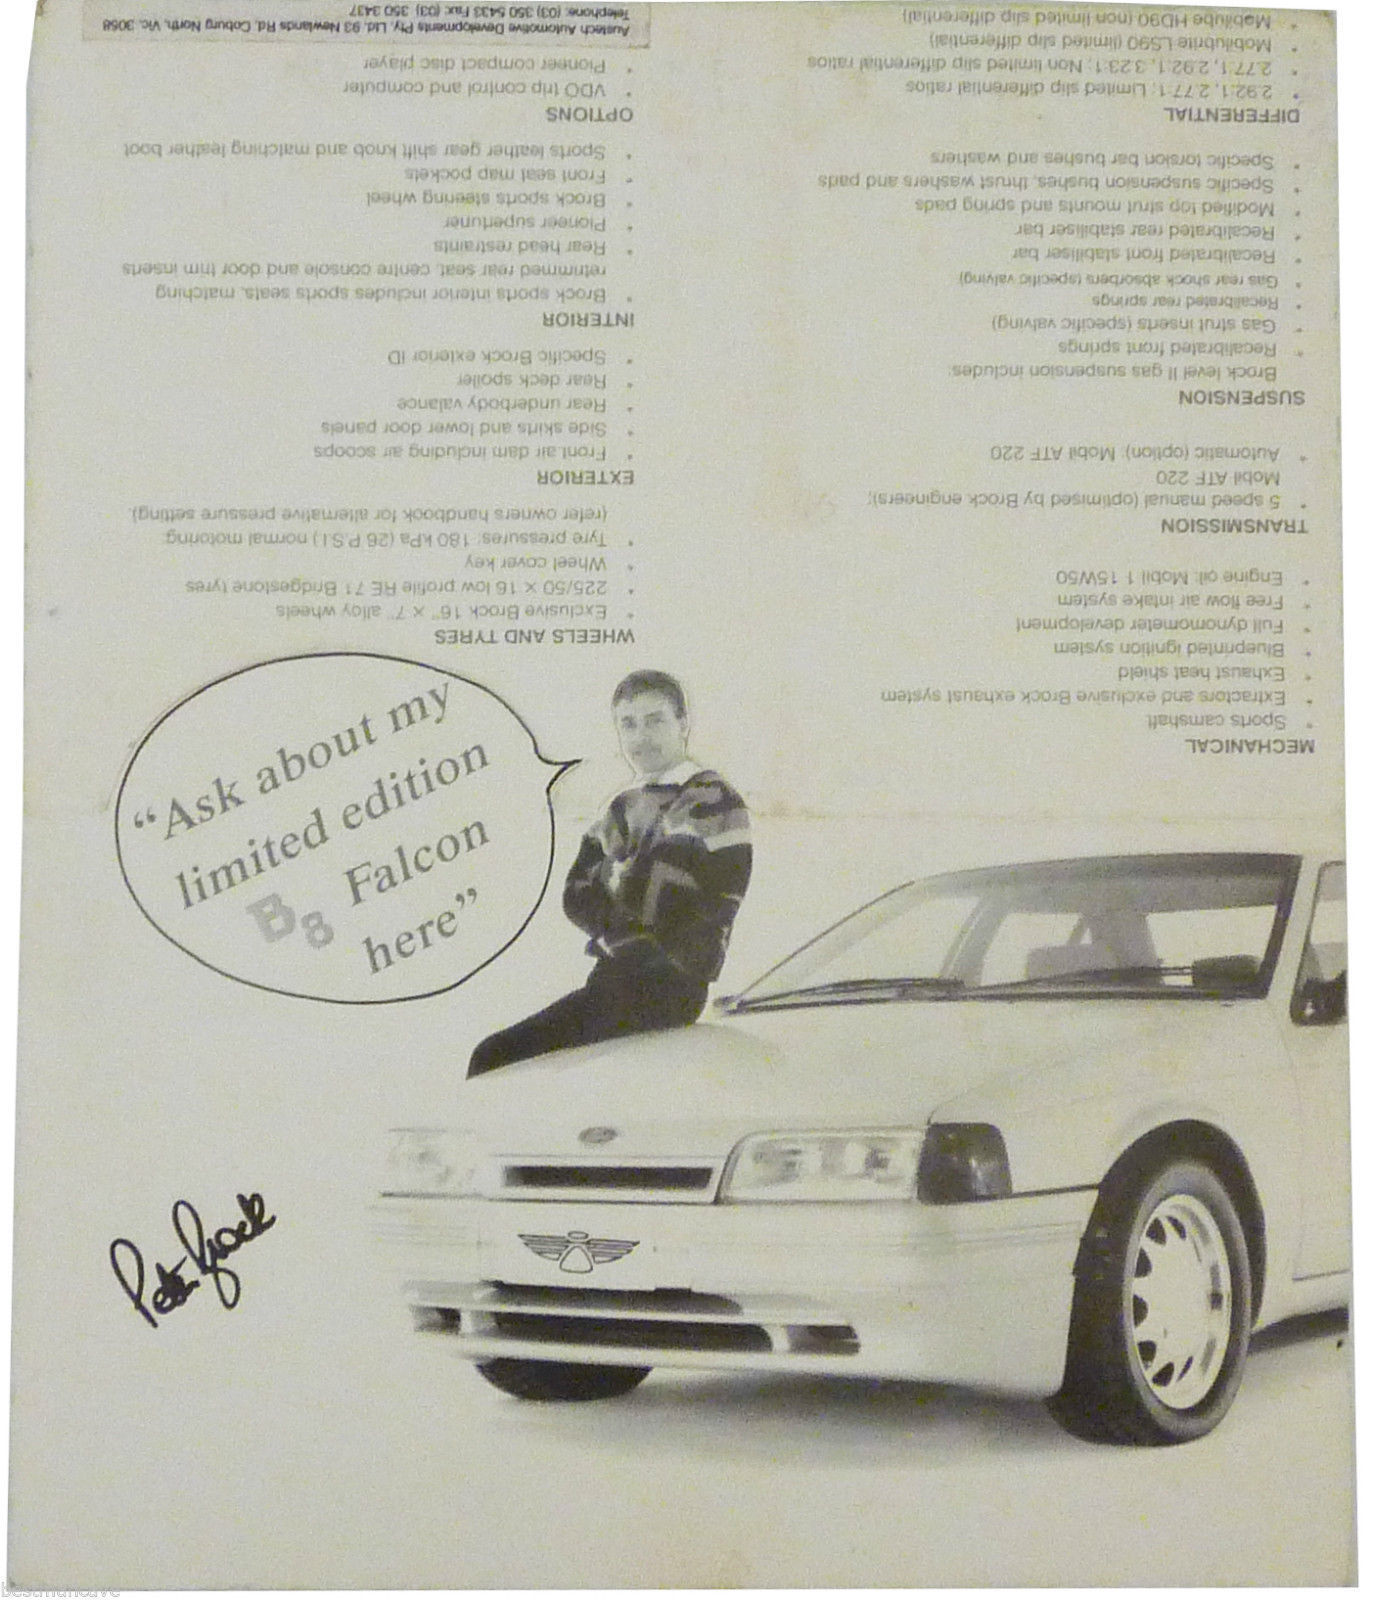 “Ask about my
limited edition
B8 Falcon
here”
Peter Brock
MECHANICAL
• Sports camshaft
• Extractors and exclusive Brock exhaust system
• Exhaust heat shield
• Blueprinted ignition system
• Full dynomometer development
• Free flow air intake system
• Engine oil: Mobil 1 15W50
TRANSMISSION
• 5 speed manual (optimised by Brock engineers);
Mobil ATF 220
• Automatic (option): Mobil ATF 220
SUSPENSION
Brock level II gas suspension includes:
• Recalibrated front springs
• Gas strut inserts (specific valving)
• Recalibrated rear springs
• Gas rear shock absorbers (specific valving)
• Recalibrated front stabiliser bar
• Recalibrated rear stabiliser bar
• Modified top strut mounts and spring pads
• Specific suspension bushes, thrust washers and pads
• Specific torsion bar bushes and washers
DIFFERENTIAL
• 2.92:1, 2.77:1; Limited slip differential ratios
• 2.77:1, 2.92:1, 3.23:1; Non limited slip differential ratios
• Mobilubrite LS90 (limited slip differential)
• Mobilube HD90 (non limited slip differential)
WHEELS AND TYRES
• Exclusive Brock 16" × 7" alloy wheels
• 225/50 × 16 low profile RE 71 Bridgestone tyres
• Wheel cover key
• Tyre pressures: 180 kPa (26 P.S.I.) normal motoring
(refer owners handbook for alternative pressure setting).
EXTERIOR
• Front air dam including air scoops
• Side skirts and lower door panels
• Rear underbody valance
• Rear deck spoiler
• Specific Brock exterior ID
INTERIOR
• Brock sports interior includes sports seats, matching
retrimmed rear seat, centre console and door trim inserts
• Rear head restraints
• Pioneer supertuner
• Brock sports steering wheel
• Front seat map pockets
• Sports leather gear shift knob and matching leather boot
OPTIONS
• VDO trip control and computer
• Pioneer compact disc player
Austech Automotive Developments Pty. Ltd. 93 Newlands Rd. Coburg North, Vic. 3058
Telephone: (03) 350 5433 Fax: (03) 350 3437
bestmancave